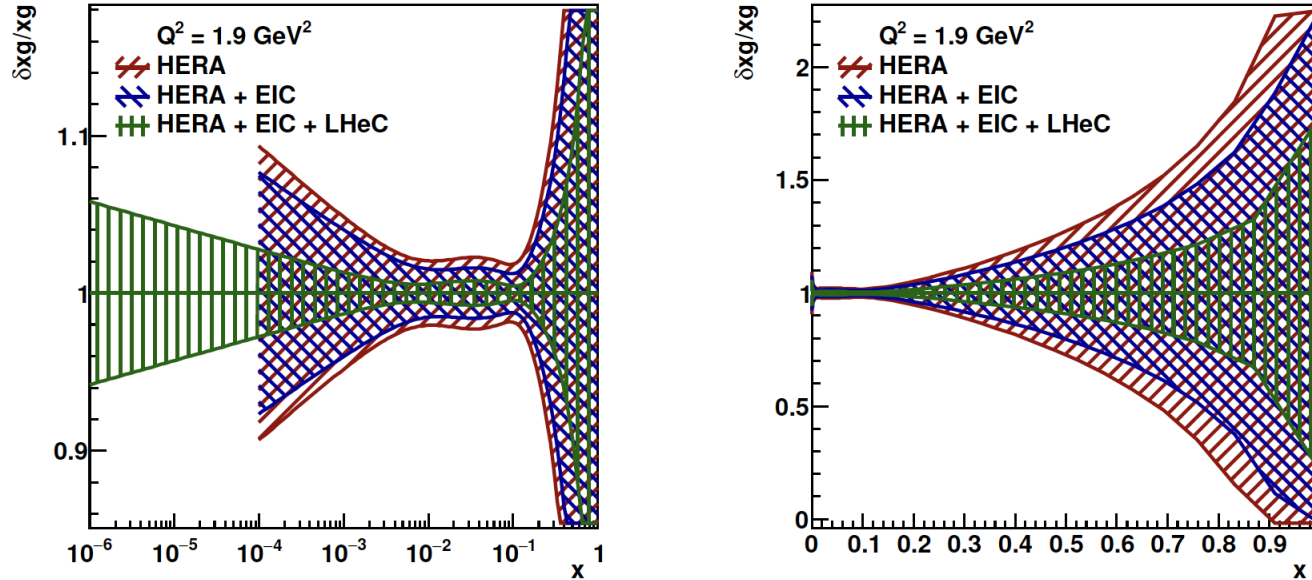 δxg/xg
Q² = 1.9 GeV²
HERA
HERA + EIC
HERA + EIC + LHeC
1.1
1
0.9
10⁻⁶ 10⁻⁵ 10⁻⁴ 10⁻³ 10⁻² 10⁻¹ 1
x
δxg/xg
Q² = 1.9 GeV²
HERA
HERA + EIC
HERA + EIC + LHeC
2
1.5
1
0.5
0
0 0.1 0.2 0.3 0.4 0.5 0.6 0.7 0.8 0.9
x